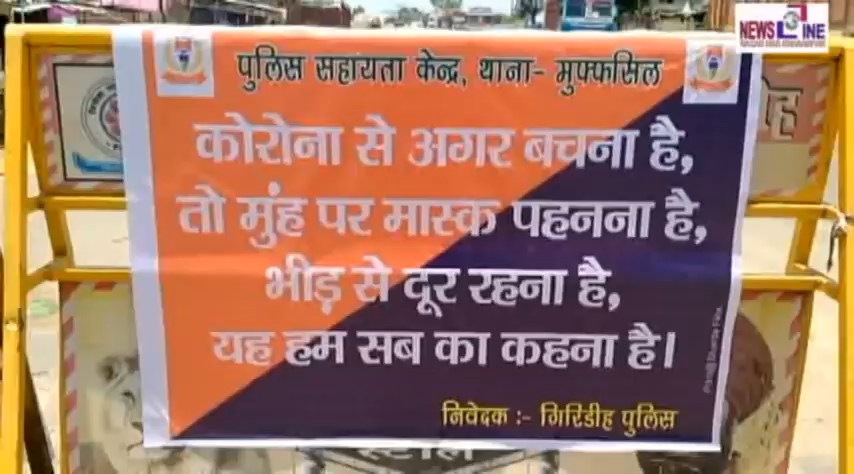 NEWS LINE
पुलिस सहायता केन्द्र, थाना- मुफ्फसिल
कोरोना से अगर बचना है,
तो मुंह पर मास्क पहनना है,
भीड़ से दूर रहना है,
यह हम सब का कहना है।
निवेदक :- गिरिडीह पुलिस